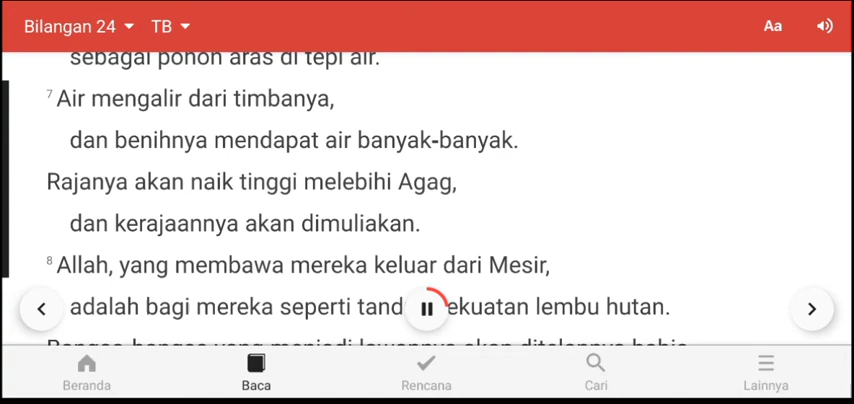 Bilangan 24 TB Aa
sebagai pohon aras di tepi air.
7 Air mengalir dari timbanya,
dan benihnya mendapat air banyak-banyak.
Rajanya akan naik tinggi melebihi Agag,
dan kerajaannya akan dimuliakan.
8 Allah, yang membawa mereka keluar dari Mesir,
adalah bagi mereka seperti tand ekuatan lembu hutan.
Beranda Baca Rencana Cari Lainnya